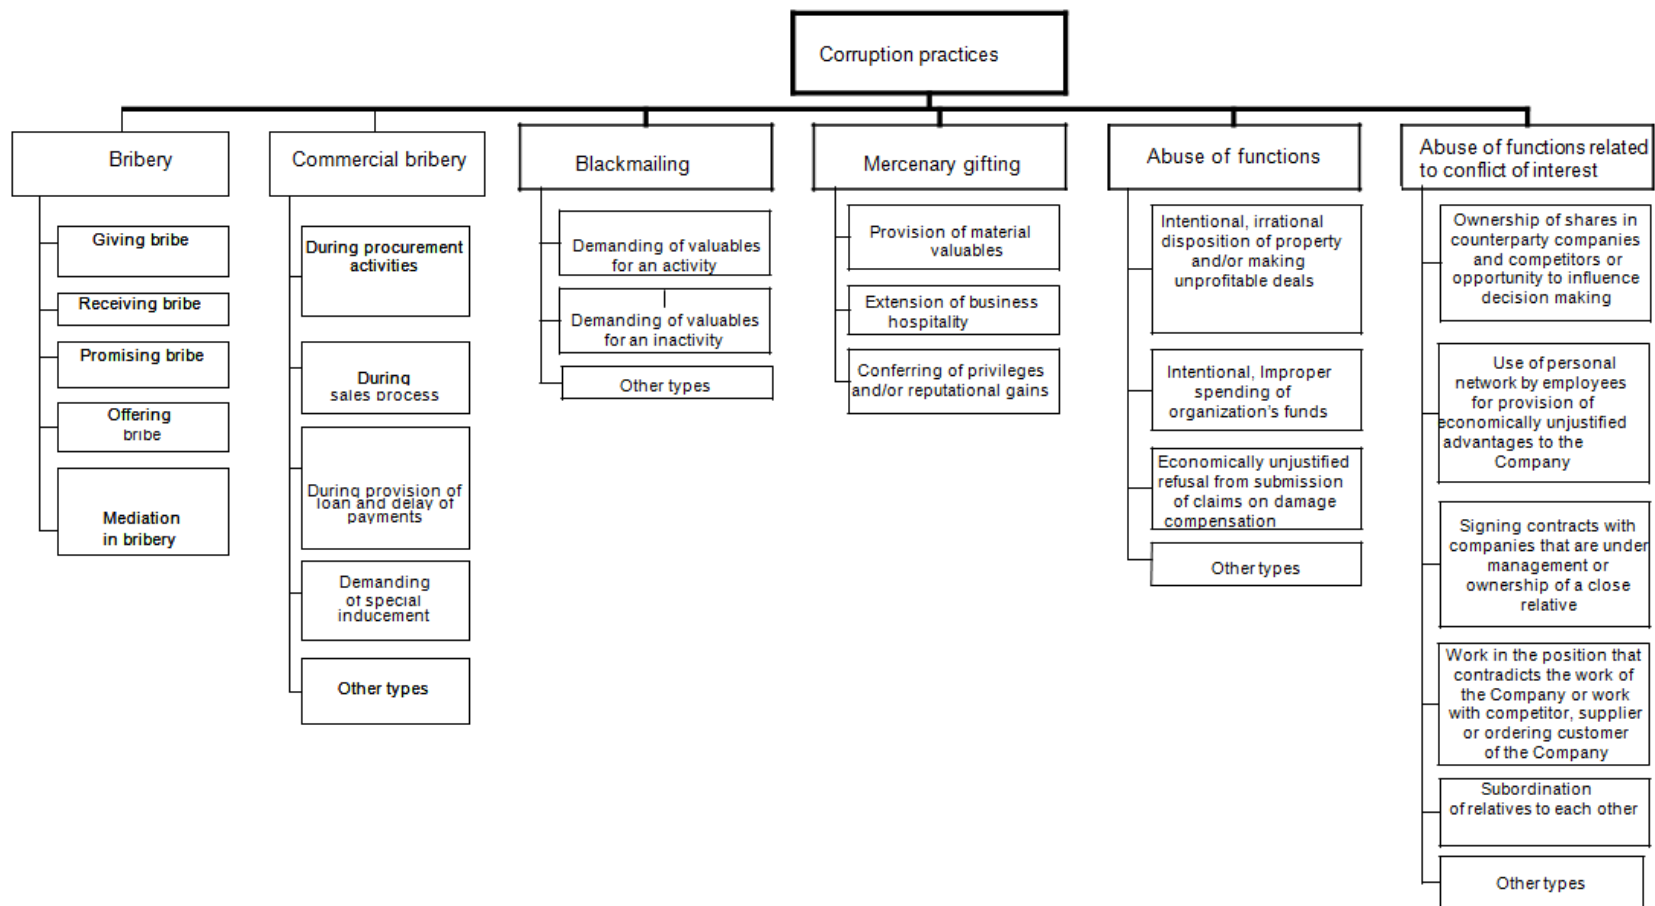 Corruption practices
Bribery
Giving bribe
Receiving bribe
Promising bribe
Offering
bribe
Mediation
in bribery
Commercial bribery
During procurement
activities
During
sales process
During provision of
loan and delay of
payments
Demanding
of special
inducement
Other types
Blackmailing
Demanding of valuables
for an activity
Demanding of valuables
for an inactivity
Other types
Mercenary gifting
Provision of material
valuables
Extension of business
hospitality
Conferring of privileges
and/or reputational gains
Abuse of functions
Intentional, irrational
disposition of property
and/or making
unprofitable deals
Intentional, Improper
spending of
organization's funds
Economically unjustified
refusal from submission
of claims on damage
compensation
Other types
Abuse of functions related
to conflict of interest
Ownership of shares in
counterparty companies
and competitors or
opportunity to influence
decision making
Use of personal
network by employees
for provision of
economically unjustified
advantages to the
Company
Signing contracts with
companies that are under
management or
ownership of a close
relative
Work in the position that
contradicts the work of
the Company or work
with competitor, supplier
or ordering customer
of the Company
Subordination
of relatives to each other
Other types